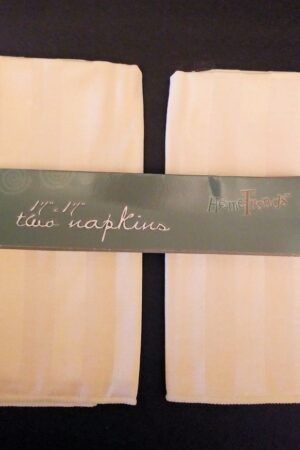 17" x 17"
two napkins
HomeTrends